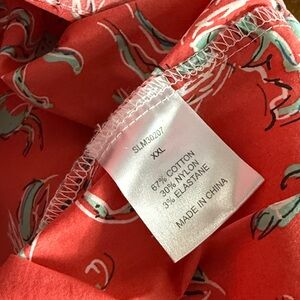 SLM30207
XXL
67% COTTON
30% NYLON
3% ELASTANE
MADE IN CHINA